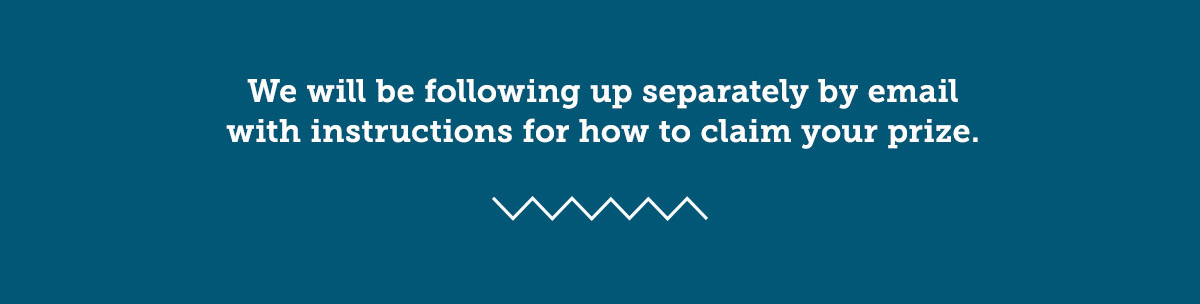 We will be following up separately by email
with instructions for how to claim your prize.